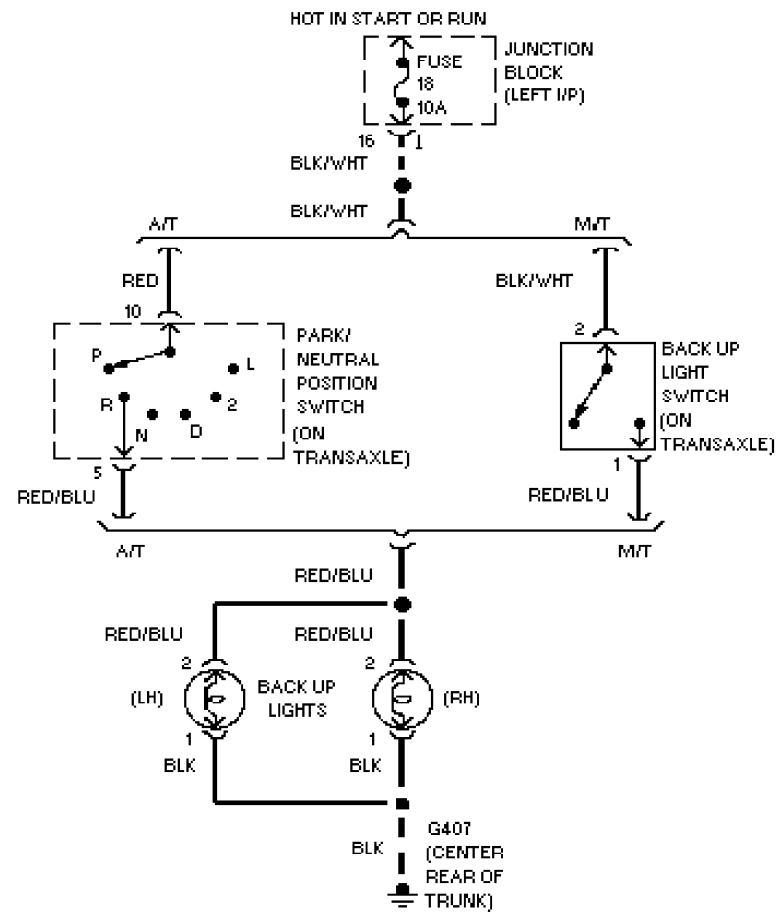 HOT IN START OR RUN
FUSE
18
10A
JUNCTION
BLOCK
(LEFT I/P)
16
1
BLK/WHT
BLK/WHT
A/T
M/T
RED
BLK/WHT
10
2
P
R
N
D
2
L
PARK/
NEUTRAL
POSITION
SWITCH
(ON
TRANSAXLE)
BACK UP
LIGHT
SWITCH
(ON
TRANSAXLE)
5
1
RED/BLU
RED/BLU
A/T
M/T
RED/BLU
RED/BLU
RED/BLU
2
2
(LH)
BACK UP
LIGHTS
(RH)
1
1
BLK
BLK
BLK
G407
(CENTER
REAR OF
TRUNK)